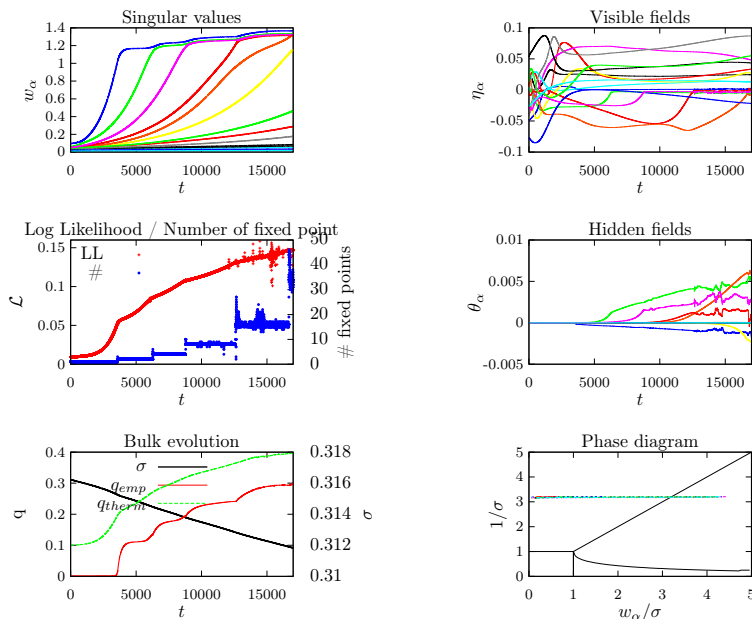 Singular values
w_α
1.4
1.2
1
0.8
0.6
0.4
0.2
0
0 5000 10000 15000
t
Visible fields
η_α
0.1
0.05
0
-0.05
-0.1
0 5000 10000 15000
t
Log Likelihood / Number of fixed point
LL
#
ℒ
0.15
0.1
0.05
0
50
40
30
20
10
0
# fixed points
0 5000 10000 15000
t
Hidden fields
θ_α
0.01
0.005
0
-0.005
0 5000 10000 15000
t
Bulk evolution
σ
q_emp
q_therm
q
0.4
0.3
0.2
0.1
0
0.318
0.316
0.314
0.312
0.31
σ
0 5000 10000 15000
t
Phase diagram
1/σ
5
4
3
2
1
0
0 1 2 3 4 5
w_α/σ